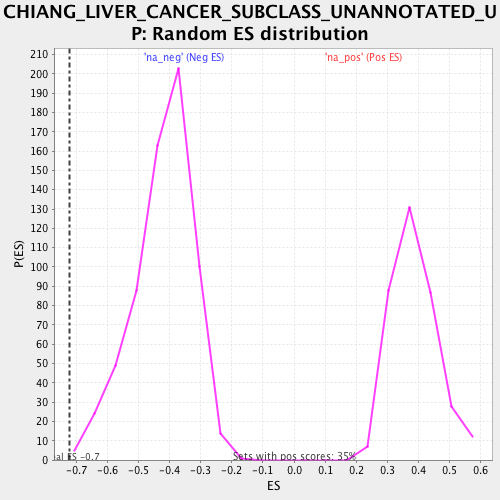 CHIANG_LIVER_CANCER_SUBCLASS_UNANNOTATED_U
P: Random ES distribution
'na_neg' (Neg ES)
'na_pos' (Pos ES)
210
200
190
180
170
160
150
140
130
120
110
100
90
80
70
60
50
40
30
20
10
0
P(ES)
al ES -0.7
Sets with pos scores: 35%
-0.7 -0.6 -0.5 -0.4 -0.3 -0.2 -0.1 0.0 0.1 0.2 0.3 0.4 0.5 0.6
ES